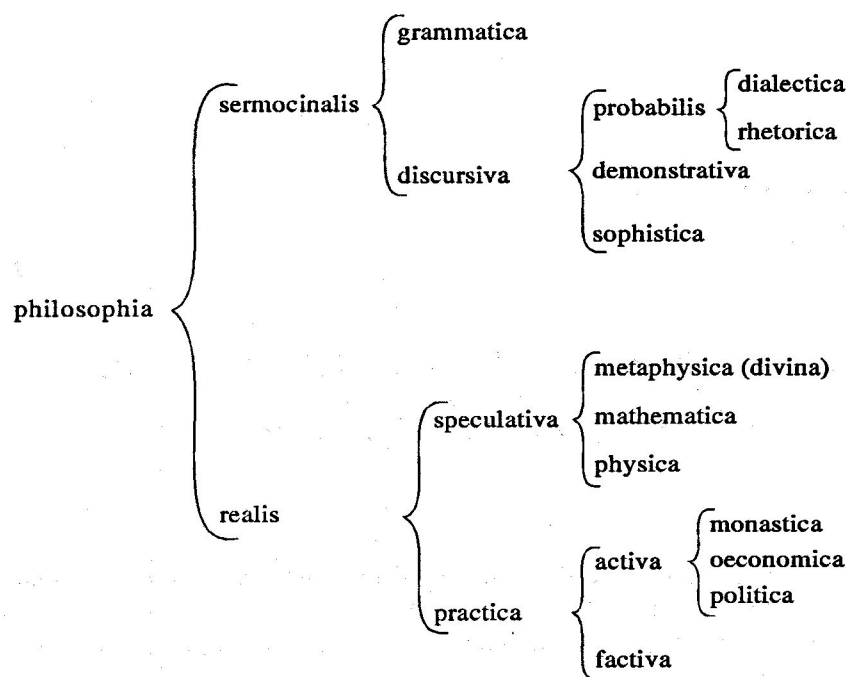 philosophia
sermocinalis
grammatica
discursiva
probabilis
dialectica
rhetorica
demonstrativa
sophistica
realis
speculativa
metaphysica (divina)
mathematica
physica
practica
activa
monastica
oeconomica
politica
factiva